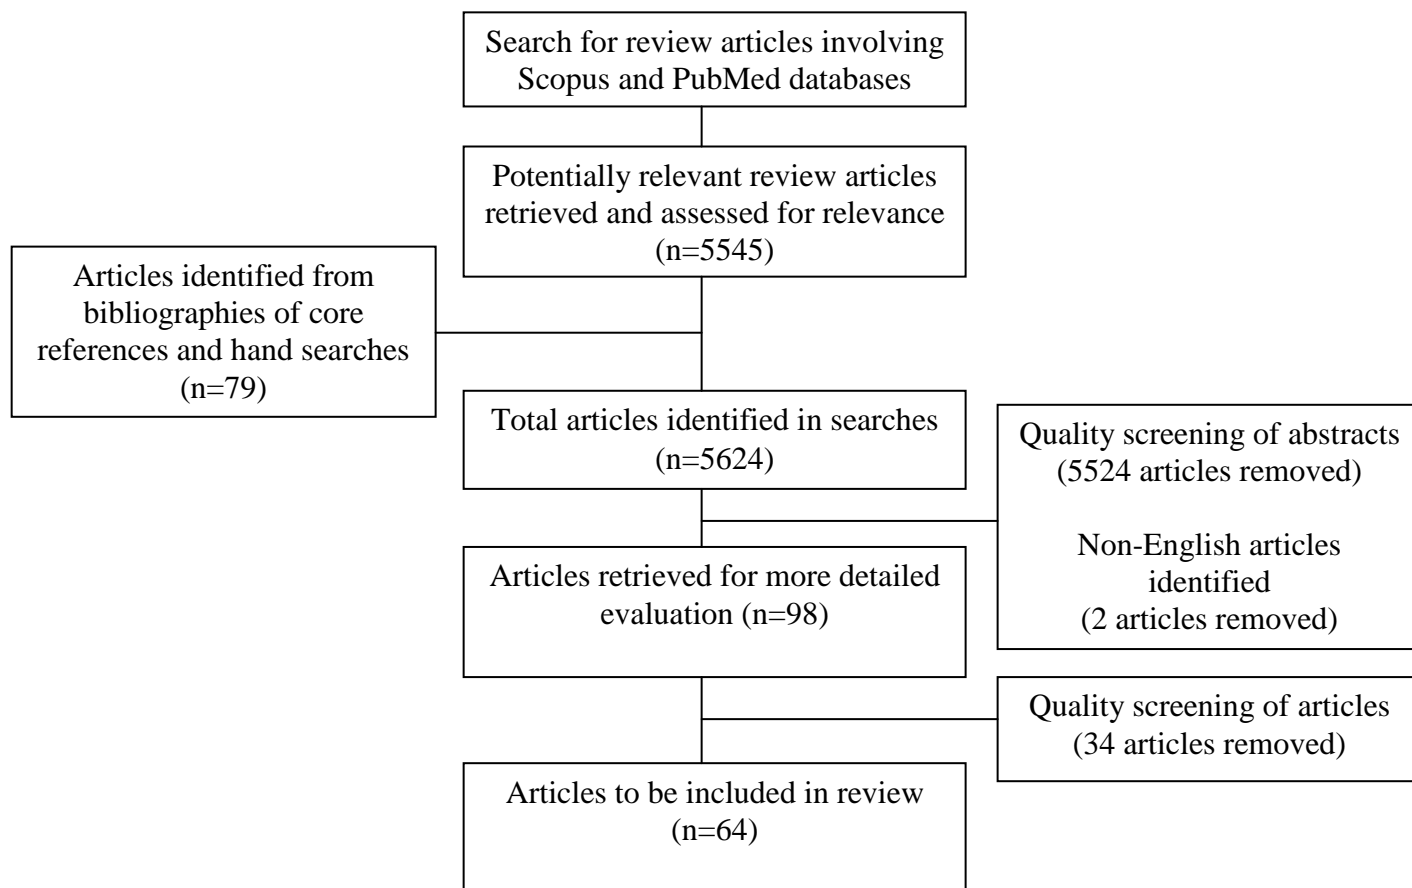 Search for review articles involving
Scopus and PubMed databases
Potentially relevant review articles
retrieved and assessed for relevance
(n=5545)
Articles identified from
bibliographies of core
references and hand searches
(n=79)
Total articles identified in searches
(n=5624)
Quality screening of abstracts
(5524 articles removed)
Non-English articles
identified
(2 articles removed)
Articles retrieved for more detailed
evaluation (n=98)
Quality screening of articles
(34 articles removed)
Articles to be included in review
(n=64)